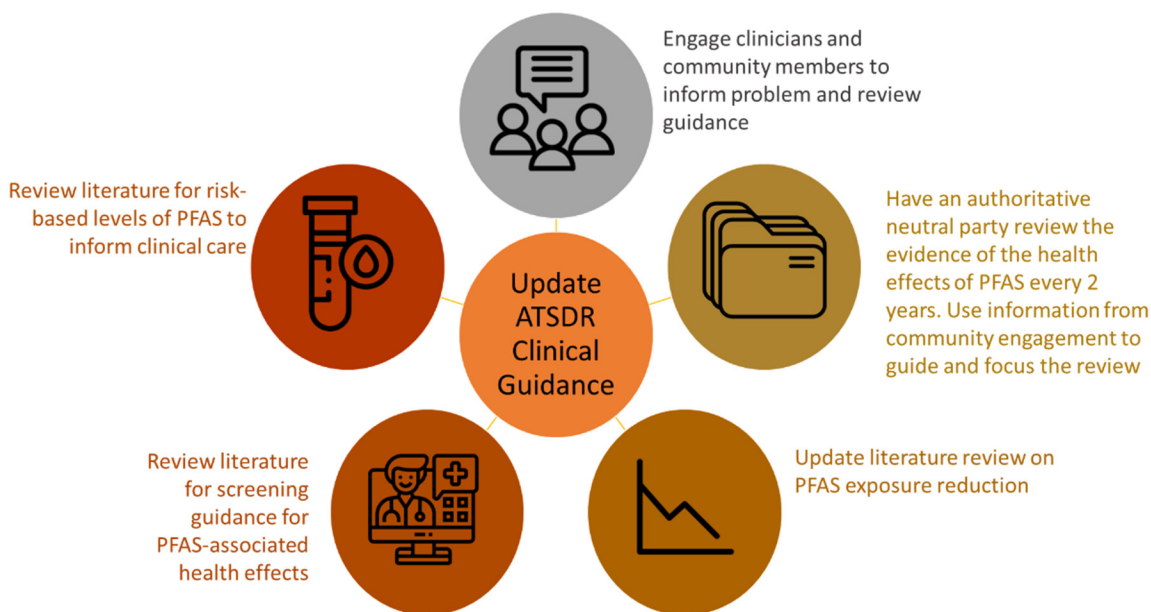 Engage clinicians and
community members to
inform problem and review
guidance
Review literature for risk-
based levels of PFAS to
inform clinical care
Have an authoritative
neutral party review the
evidence of the health
effects of PFAS every 2
years. Use information from
community engagement to
guide and focus the review
Update
ATSDR
Clinical
Guidance
Review literature
for screening
guidance for
PFAS-associated
health effects
Update literature review on
PFAS exposure reduction